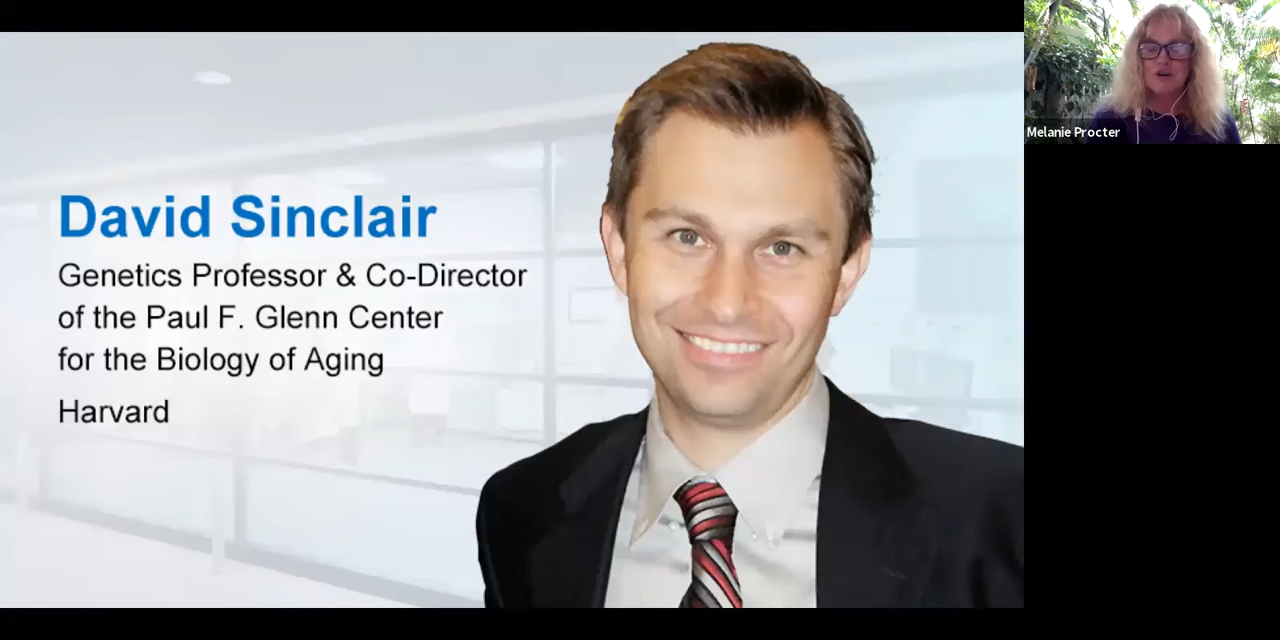 David Sinclair
Genetics Professor & Co-Director
of the Paul F. Glenn Center
for the Biology of Aging
Harvard
Melanie Procter